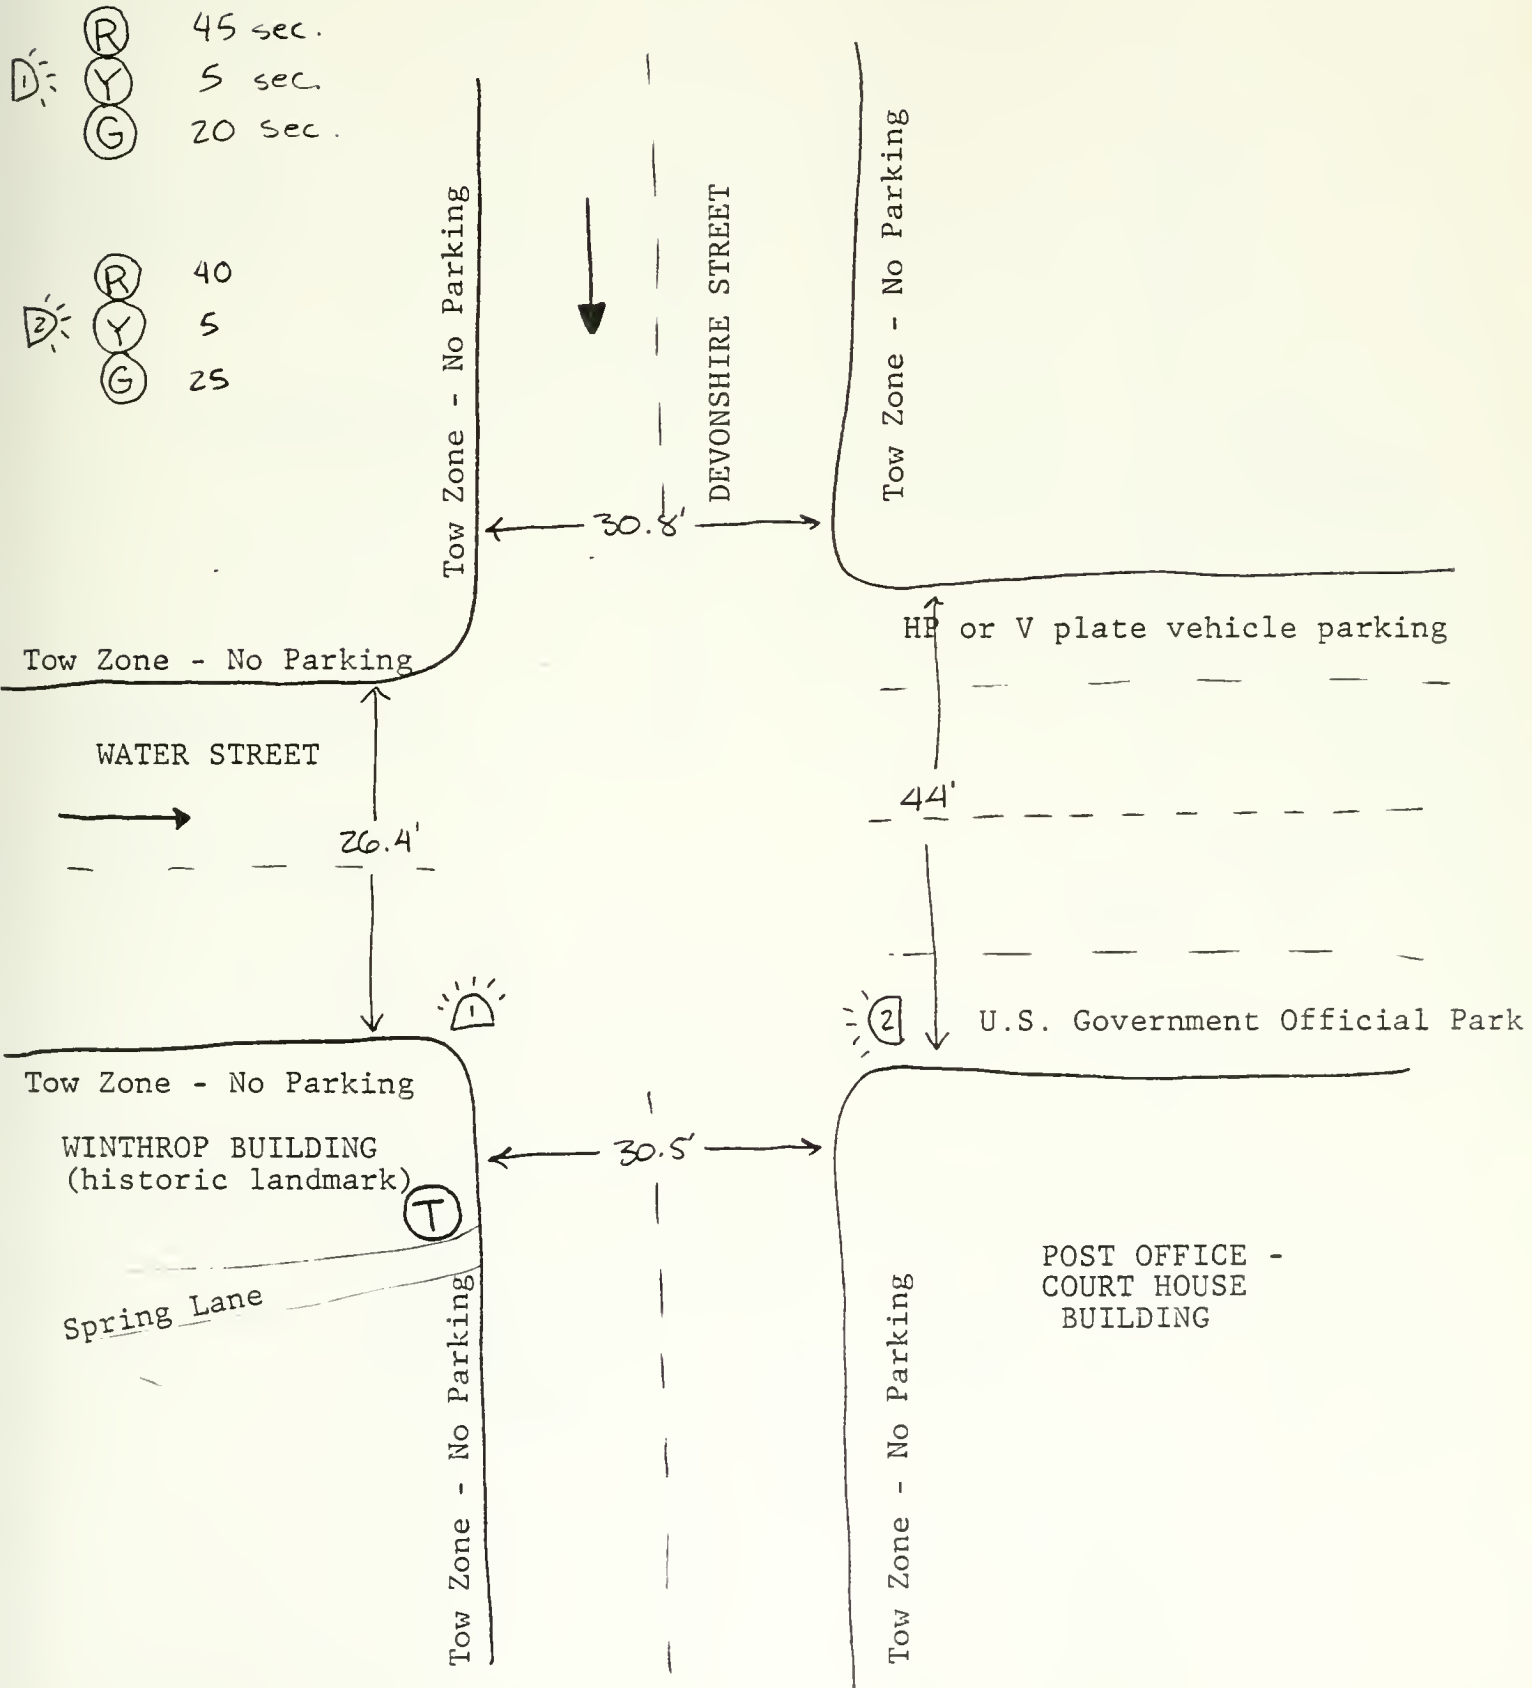 R 45 sec.
1 Y 5 sec.
G 20 sec.
R 40
2 Y 5
G 25
Tow Zone - No Parking
DEVONSHIRE STREET
Tow Zone - No Parking
30.8'
HP or V plate vehicle parking
Tow Zone - No Parking
WATER STREET
44'
26.4'
1
2
U.S. Government Official Park
Tow Zone - No Parking
WINTHROP BUILDING
(historic landmark)
30.5'
T
Spring Lane
POST OFFICE -
COURT HOUSE
BUILDING
Tow Zone - No Parking
Tow Zone - No Parking